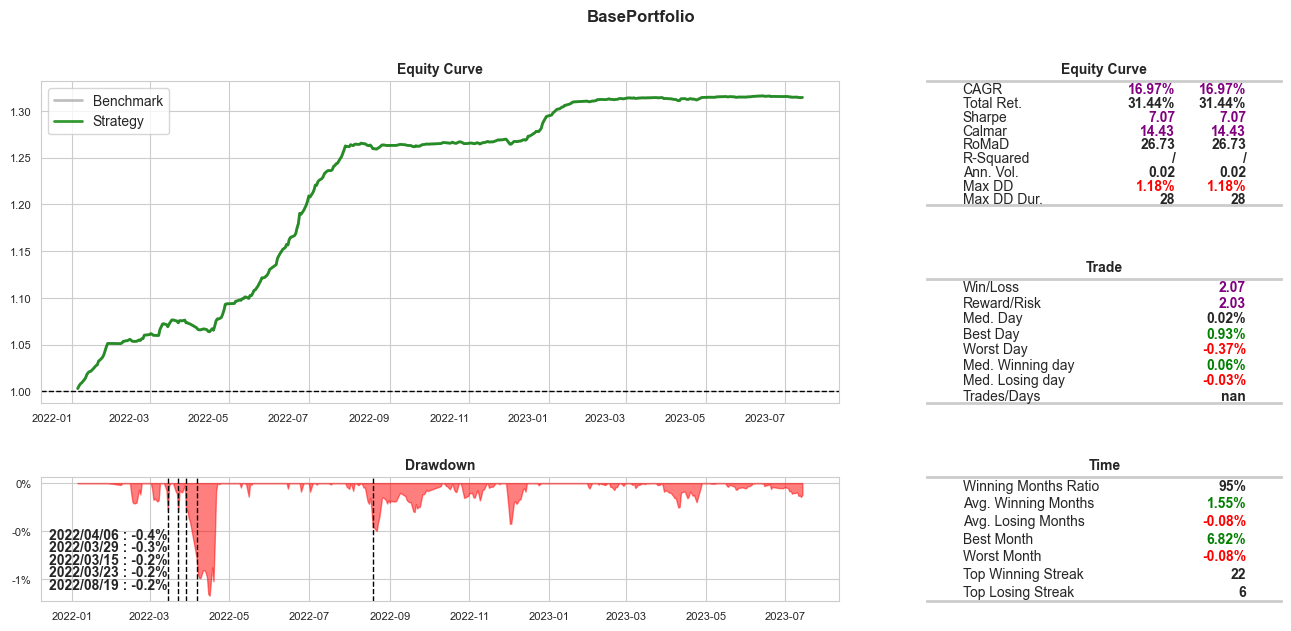 BasePortfolio
Equity Curve
Benchmark
Strategy
1.30
1.25
1.20
1.15
1.10
1.05
1.00
2022-01 2022-03 2022-05 2022-07 2022-09 2022-11 2023-01 2023-03 2023-05 2023-07
Drawdown
0%
-0%
-1%
2022/04/06 : -0.4%
2022/03/29 : -0.3%
2022/03/15 : -0.2%
2022/03/23 : -0.2%
2022/08/19 : -0.2%
2022-01 2022-03 2022-05 2022-07 2022-09 2022-11 2023-01 2023-03 2023-05 2023-07
Equity Curve
CAGR 16.97% 16.97%
Total Ret. 31.44% 31.44%
Sharpe 7.07 7.07
Calmar 14.43 14.43
RoMaD 26.73 26.73
R-Squared / /
Ann. Vol. 0.02 0.02
Max DD 1.18% 1.18%
Max DD Dur. 28 28
Trade
Win/Loss 2.07
Reward/Risk 2.03
Med. Day 0.02%
Best Day 0.93%
Worst Day -0.37%
Med. Winning day 0.06%
Med. Losing day -0.03%
Trades/Days nan
Time
Winning Months Ratio 95%
Avg. Winning Months 1.55%
Avg. Losing Months -0.08%
Best Month 6.82%
Worst Month -0.08%
Top Winning Streak 22
Top Losing Streak 6